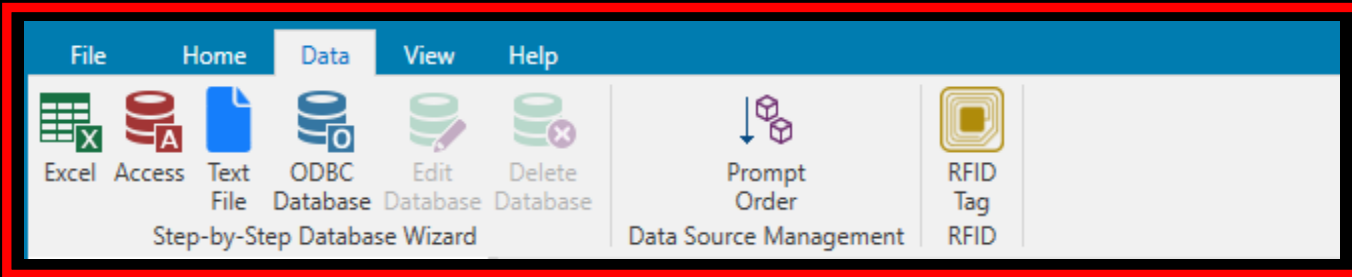 File Home Data View Help
X A O
Excel Access Text File ODBC Database Edit Database Delete Database Prompt Order RFID Tag
Step-by-Step Database Wizard Data Source Management RFID